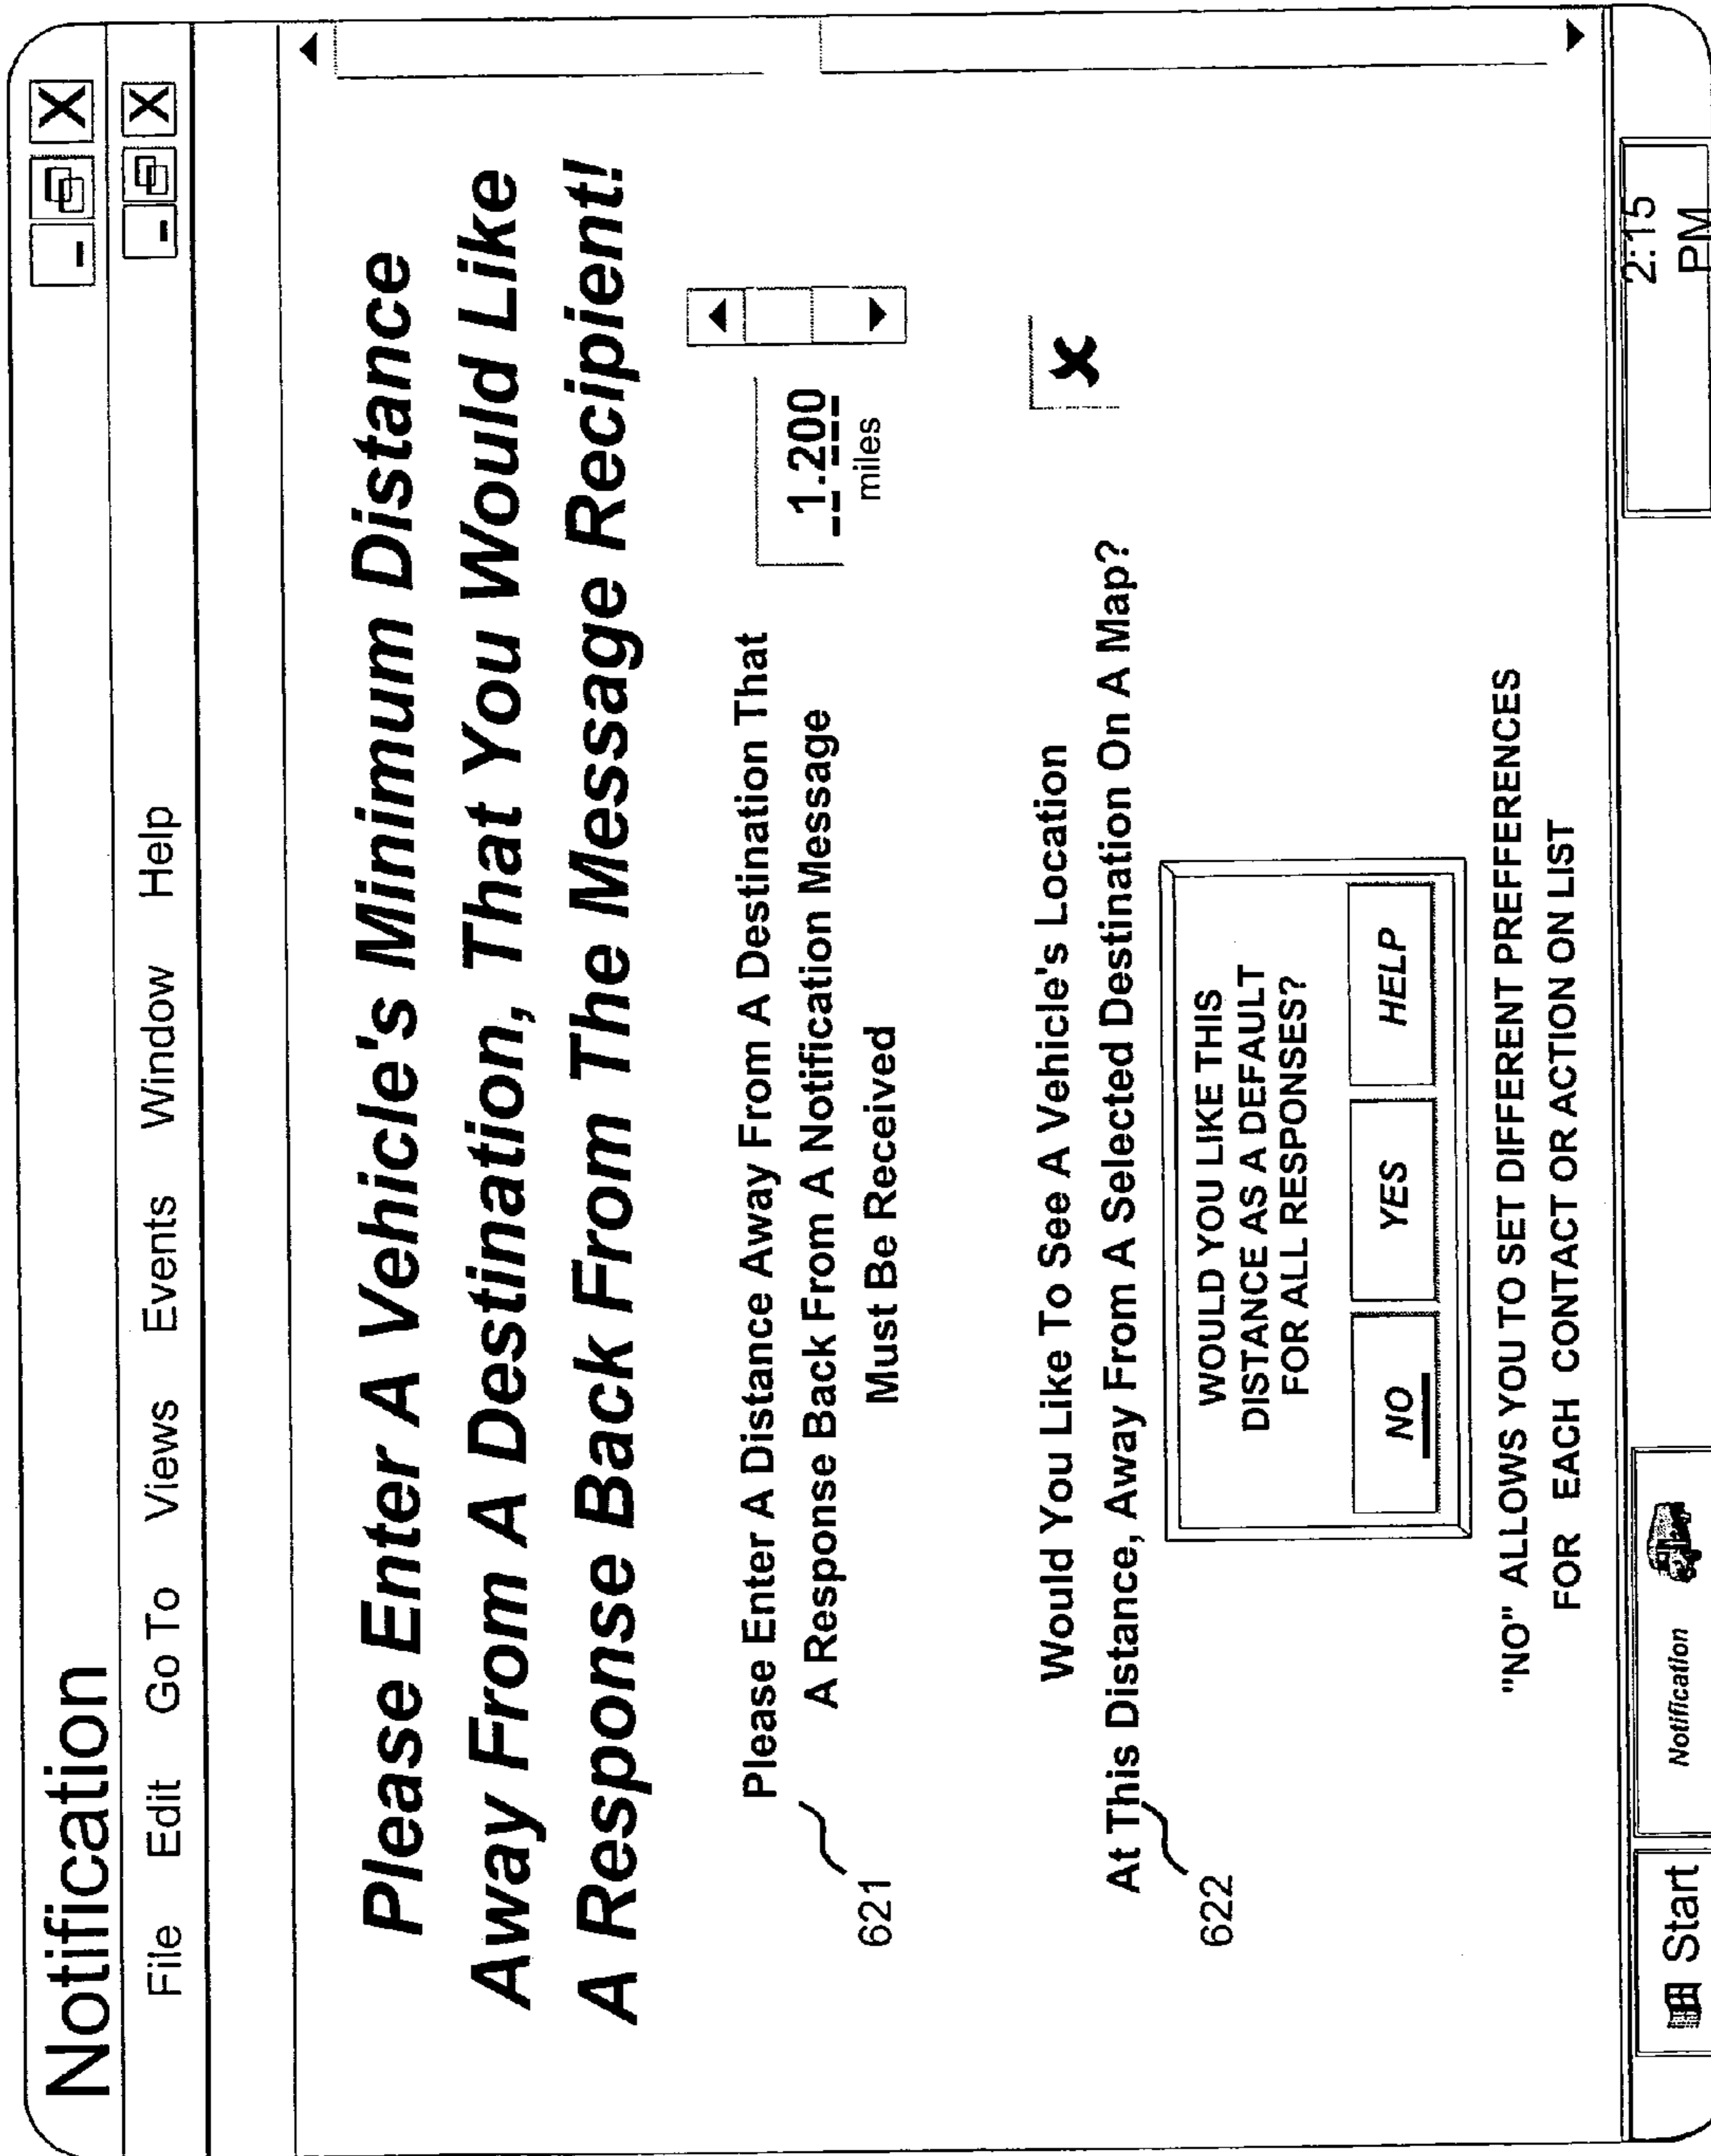 Notification
File Edit Go To Views Events Window Help
Please Enter A Vehicle's Minimum Distance
Away From A Destination, That You Would Like
A Response Back From The Message Recipient!
Please Enter A Distance Away From A Destination That
A Response Back From A Notification Message
Must Be Received
1.200
miles
621
Would You Like To See A Vehicle's Location
At This Distance, Away From A Selected Destination On A Map?
622
WOULD YOU LIKE THIS
DISTANCE AS A DEFAULT
FOR ALL RESPONSES?
NO YES HELP
"NO" ALLOWS YOU TO SET DIFFERENT PREFFERENCES
FOR EACH CONTACT OR ACTION ON LIST
Start Notification 2:15
PM